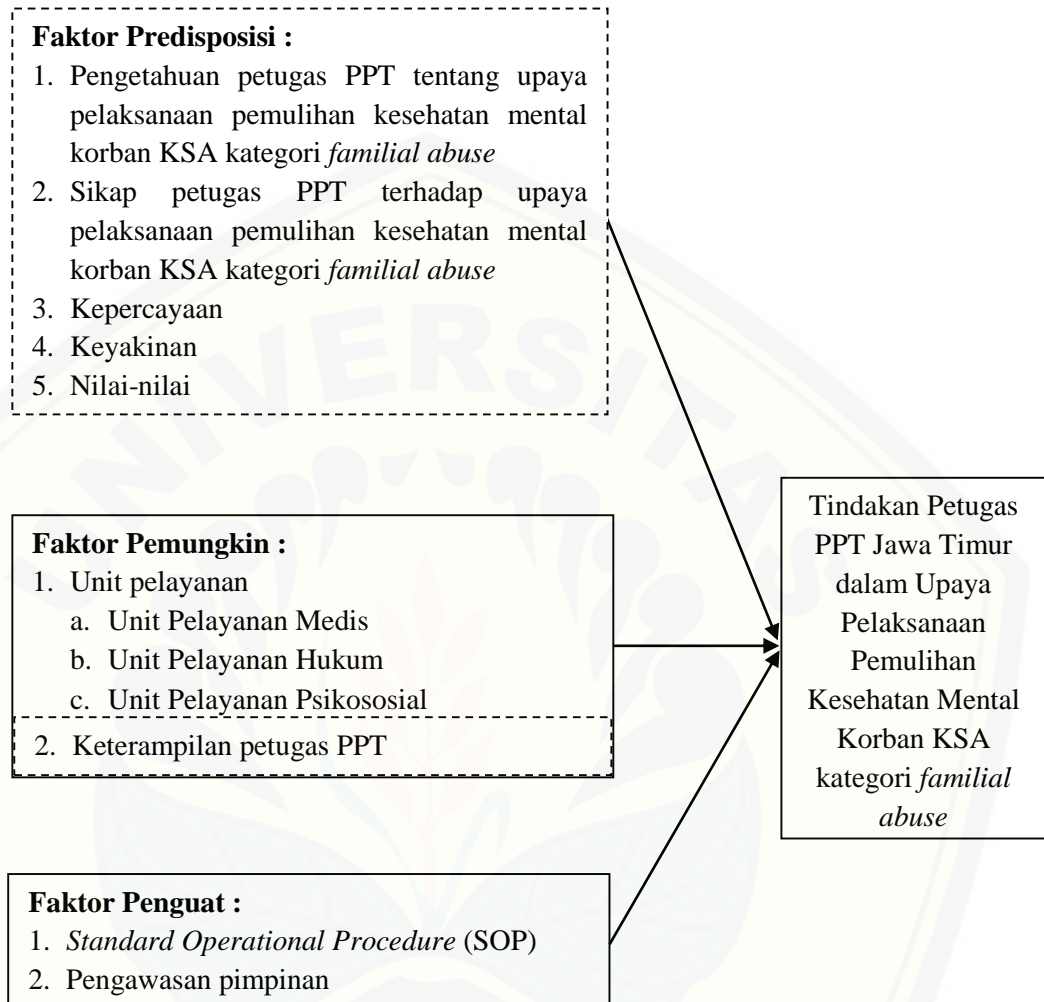 Faktor Predisposisi :
1. Pengetahuan petugas PPT tentang upaya
pelaksanaan pemulihan kesehatan mental
korban KSA kategori familial abuse
2. Sikap petugas PPT terhadap upaya
pelaksanaan pemulihan kesehatan mental
korban KSA kategori familial abuse
3. Kepercayaan
4. Keyakinan
5. Nilai-nilai
Faktor Pemungkin :
1. Unit pelayanan
a. Unit Pelayanan Medis
b. Unit Pelayanan Hukum
c. Unit Pelayanan Psikososial
2. Keterampilan petugas PPT
Faktor Penguat :
1. Standard Operational Procedure (SOP)
2. Pengawasan pimpinan
Tindakan Petugas
PPT Jawa Timur
dalam Upaya
Pelaksanaan
Pemulihan
Kesehatan Mental
Korban KSA
kategori familial
abuse
UNIVERSITAS